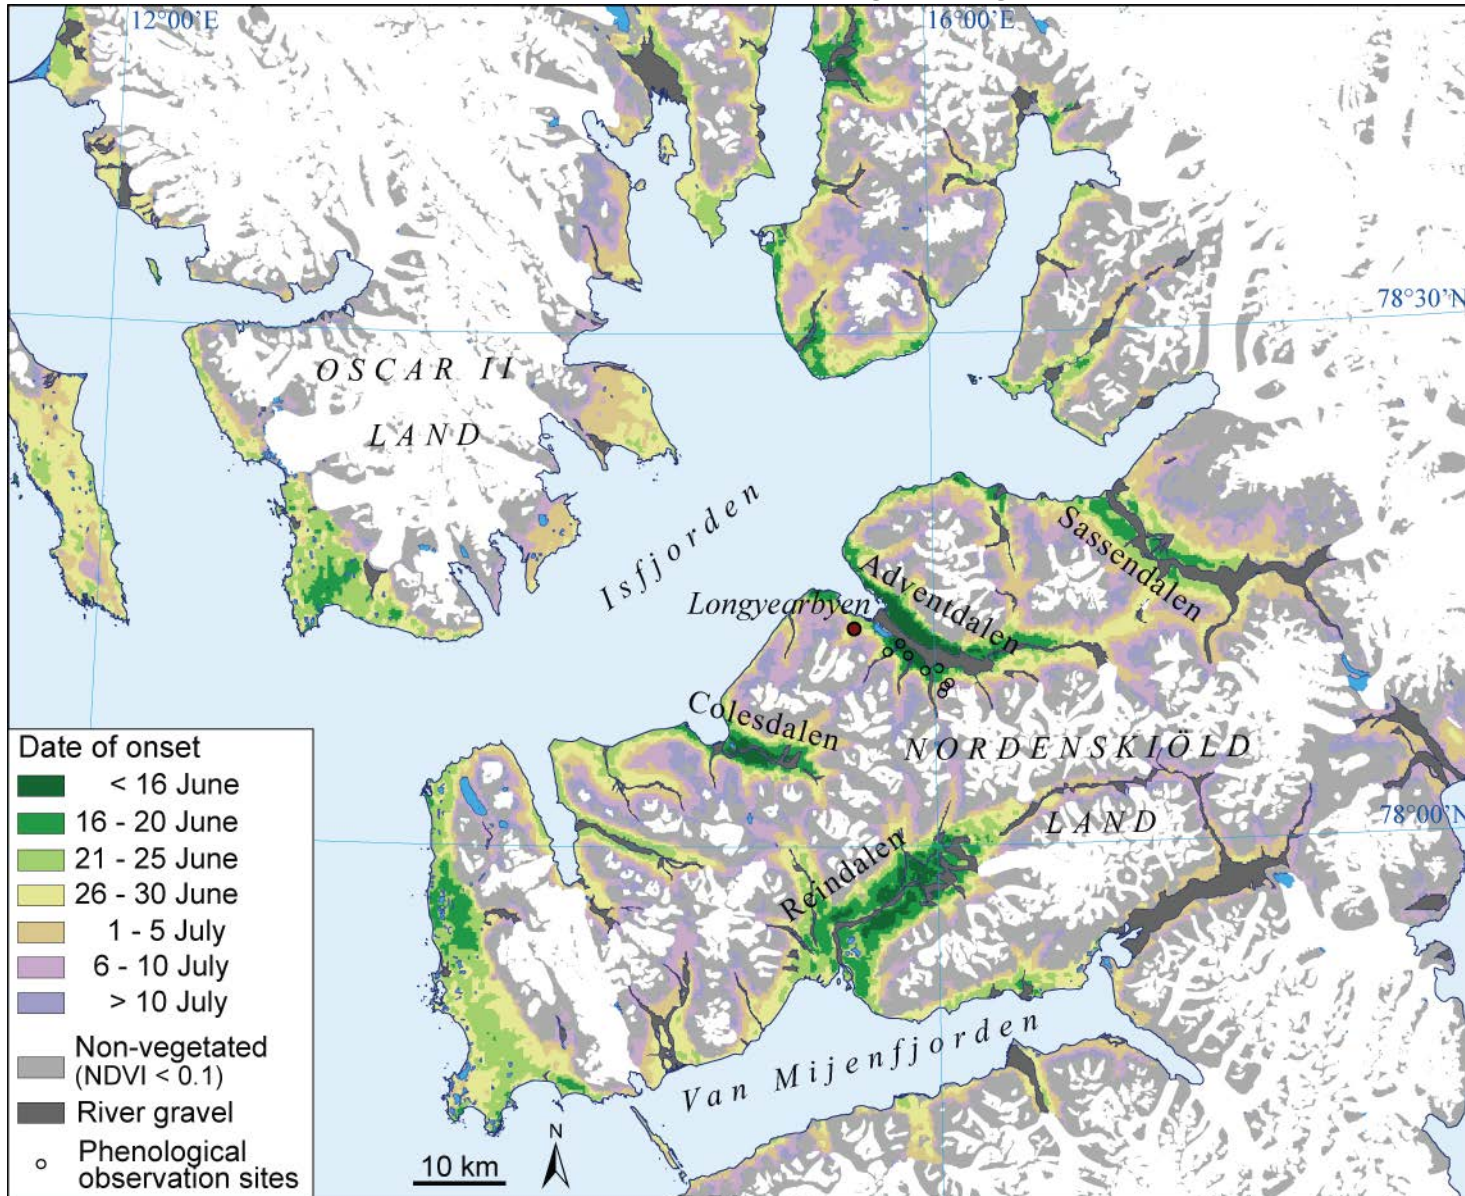 12°00'E
16°00'E
78°30'N
OSCAR II
LAND
Isfjorden
Sassendalen
Adventdalen
Longyearbyen
Colesdalen
NORDENSKIÖLD
LAND
78°00'N
Reindalen
Van Mijenfjorden
Date of onset
< 16 June
16 - 20 June
21 - 25 June
26 - 30 June
1 - 5 July
6 - 10 July
> 10 July
Non-vegetated
(NDVI < 0.1)
River gravel
Phenological
observation sites
10 km
N